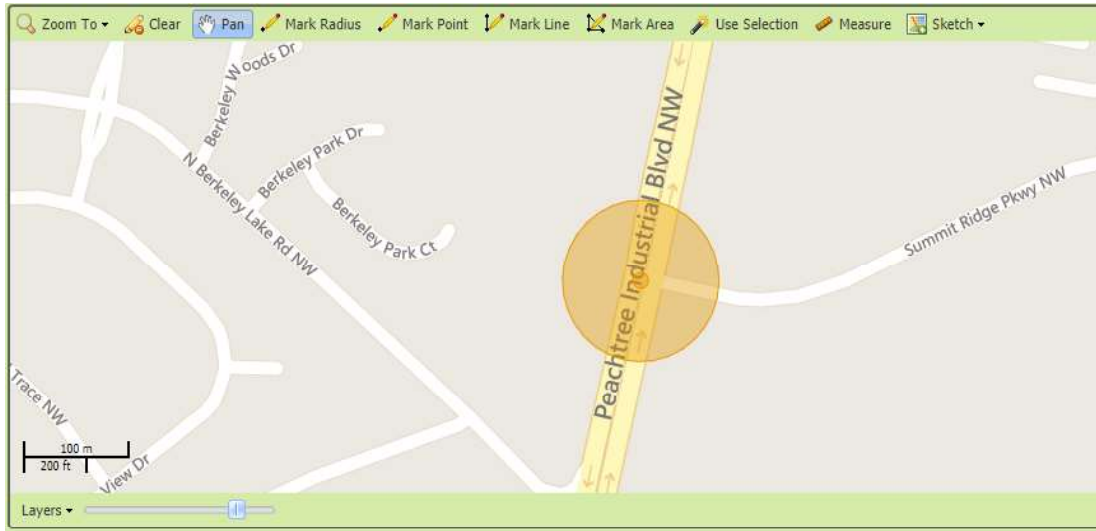 Zoom To Clear Pan Mark Radius Mark Point Mark Line Mark Area Use Selection Measure Sketch
Berkeley Woods Dr
Berkeley Park Dr
N Berkeley Lake Rd NW
Berkeley Park Ct
Peachtree Industrial Blvd NW
Summit Ridge Pkwy NW
Trace NW
View Dr
100 m
200 ft
Layers